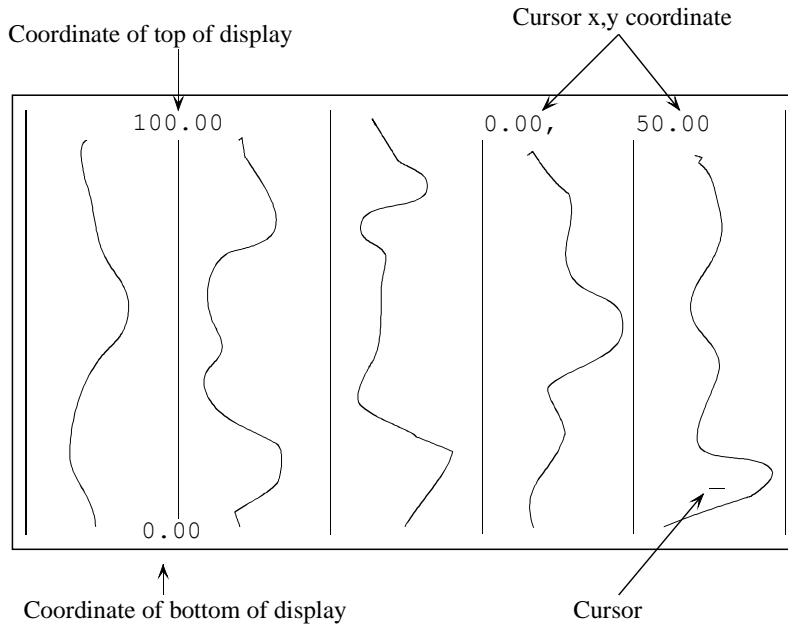 Cursor x,y coordinate
Coordinate of top of display
100.00
0.00, 50.00
0.00
Coordinate of bottom of display
Cursor